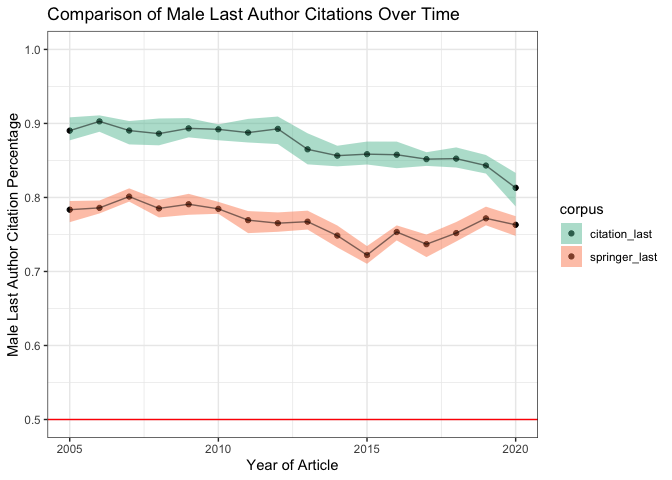 Comparison of Male Last Author Citations Over Time
Male Last Author Citation Percentage
1.0
0.9
0.8
0.7
0.6
0.5
2005
2010
2015
2020
Year of Article
corpus
citation_last
springer_last